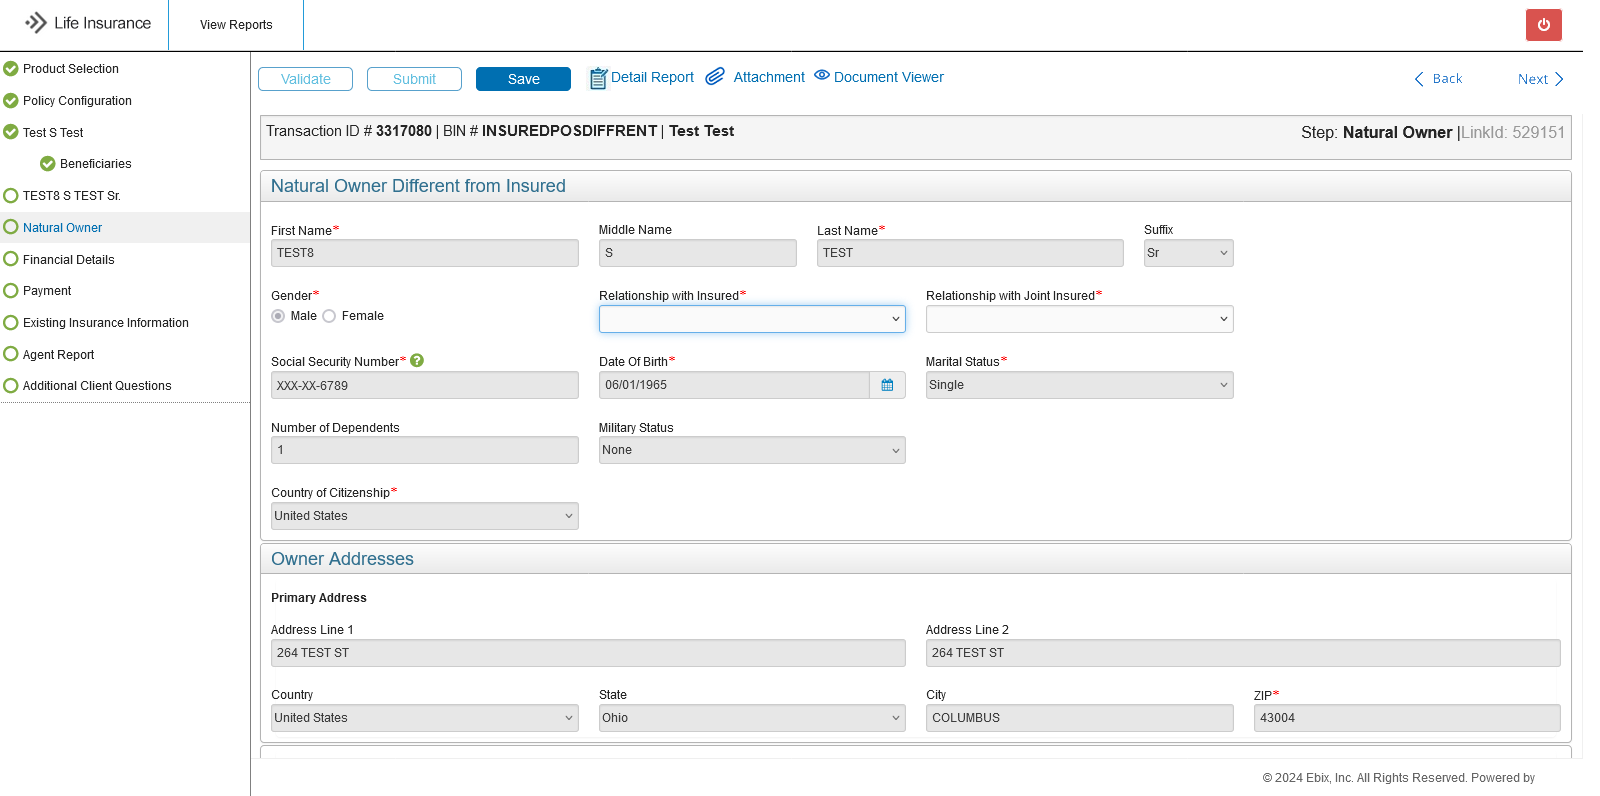 Life Insurance
View Reports
Product Selection
Policy Configuration
Test S Test
Beneficiaries
TEST8 S TEST Sr.
Natural Owner
Financial Details
Payment
Existing Insurance Information
Agent Report
Additional Client Questions
Validate Submit Save Detail Report Attachment Document Viewer Back Next
Transaction ID # 3317080 | BIN # INSUREDPOSDIFFRENT | Test Test
Step: Natural Owner |LinkId: 529151
Natural Owner Different from Insured
First Name* Middle Name Last Name* Suffix
TEST8 S TEST Sr
Gender* Relationship with Insured* Relationship with Joint Insured*
Male Female
Social Security Number* ? Date Of Birth* Marital Status*
XXX-XX-6789 06/01/1965 Single
Number of Dependents Military Status
1 None
Country of Citizenship*
United States
Owner Addresses
Primary Address
Address Line 1 Address Line 2
264 TEST ST 264 TEST ST
Country State City ZIP*
United States Ohio COLUMBUS 43004
© 2024 Ebix, Inc. All Rights Reserved. Powered by